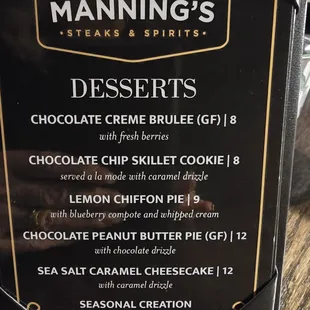 MANNING'S
• STEAKS & SPIRITS •
DESSERTS
CHOCOLATE CREME BRULEE (GF) | 8
with fresh berries
CHOCOLATE CHIP SKILLET COOKIE | 8
served a la mode with caramel drizzle
LEMON CHIFFON PIE | 9
with blueberry compote and whipped cream
CHOCOLATE PEANUT BUTTER PIE (GF) | 12
with chocolate drizzle
SEA SALT CARAMEL CHEESECAKE | 12
with caramel drizzle
SEASONAL CREATION